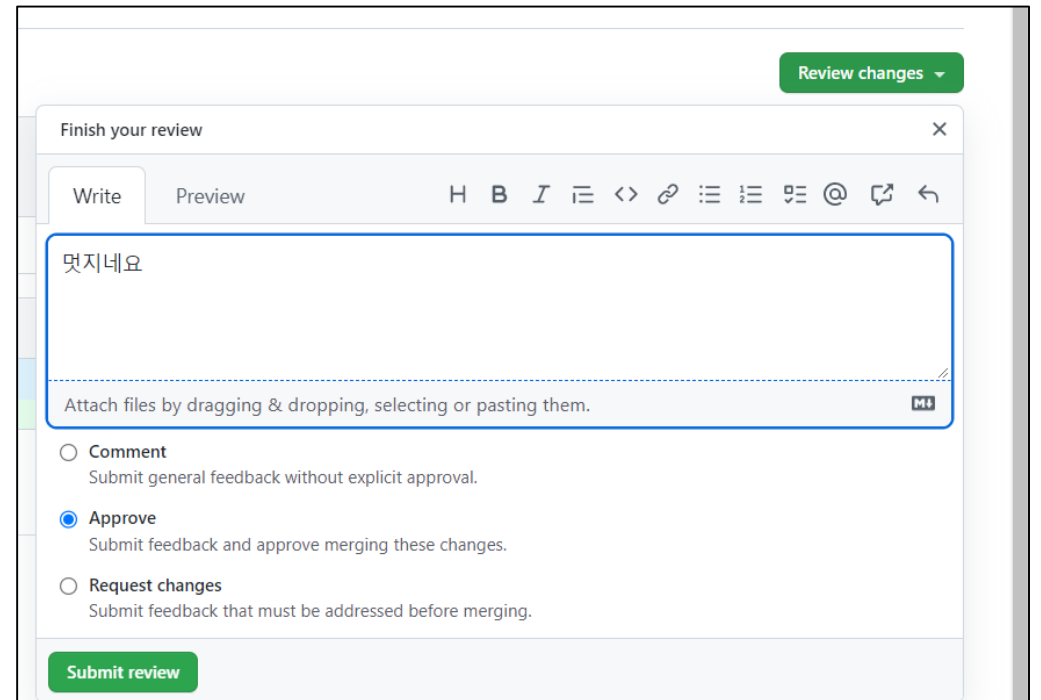 Review changes
Finish your review
Write Preview
멋지네요
Attach files by dragging & dropping, selecting or pasting them.
Comment
Submit general feedback without explicit approval.
Approve
Submit feedback and approve merging these changes.
Request changes
Submit feedback that must be addressed before merging.
Submit review